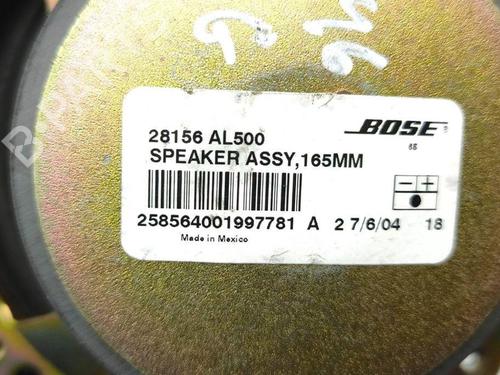 28156 AL500
BOSE
SPEAKER ASSY,165MM
258564001997781 A 2 7/6/04 18
Made in Mexico